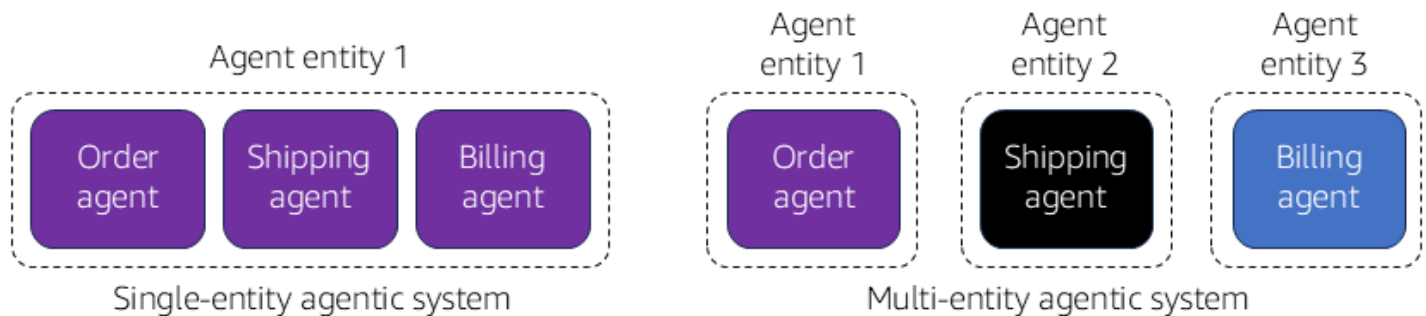 Agent entity 1
Order
agent
Shipping
agent
Billing
agent
Single-entity agentic system
Agent
entity 1
Agent
entity 2
Agent
entity 3
Order
agent
Shipping
agent
Billing
agent
Multi-entity agentic system